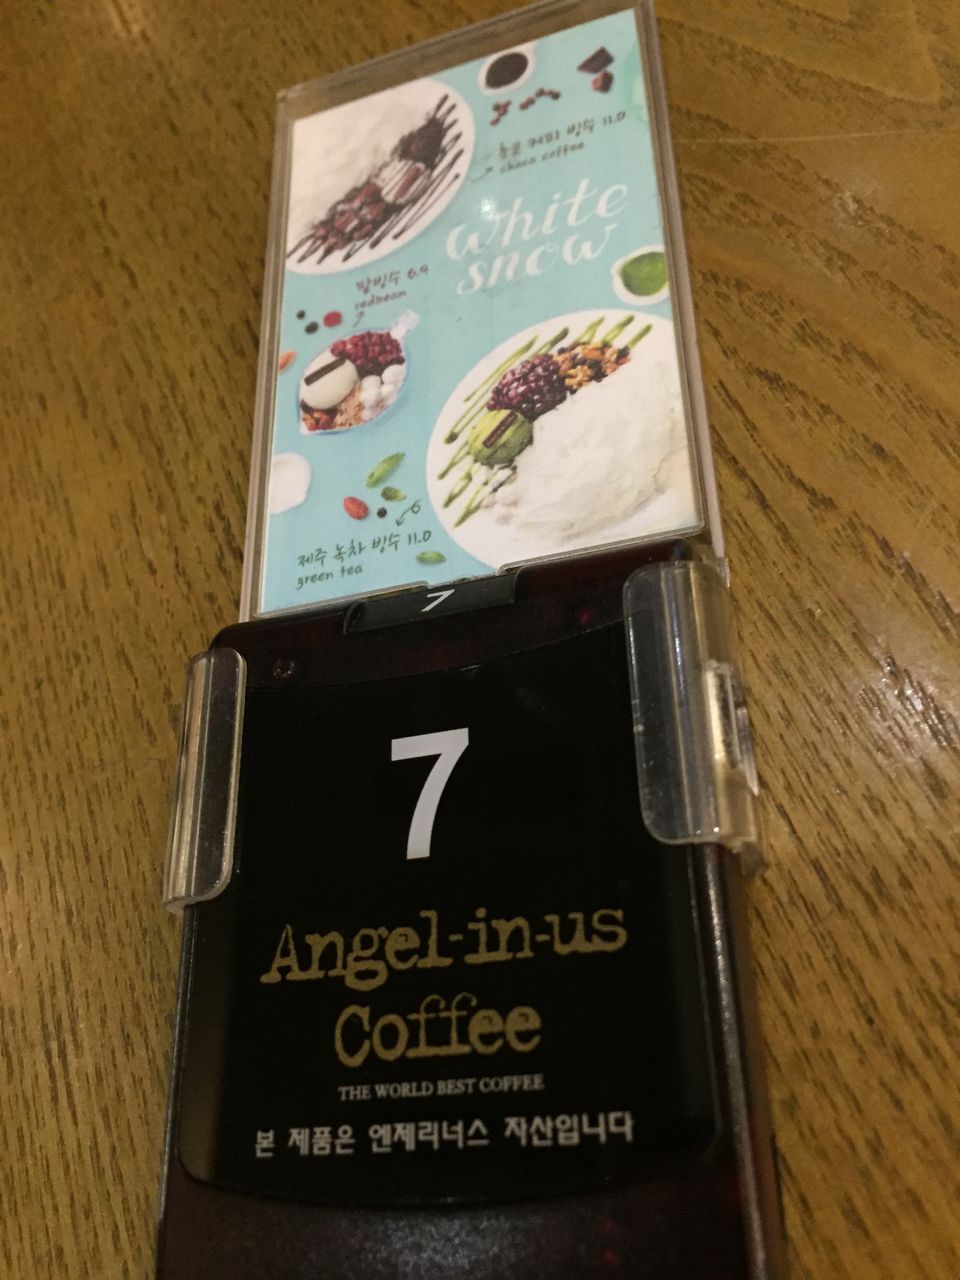 초코 커피 빙수 11.0
choco coffee
White
snow
팥빙수 6.9
redbean
제주 녹차 빙수 11.0
green tea
7
7
Angel-in-us
Coffee
THE WORLD BEST COFFEE
본 제품은 엔제리너스 자산입니다